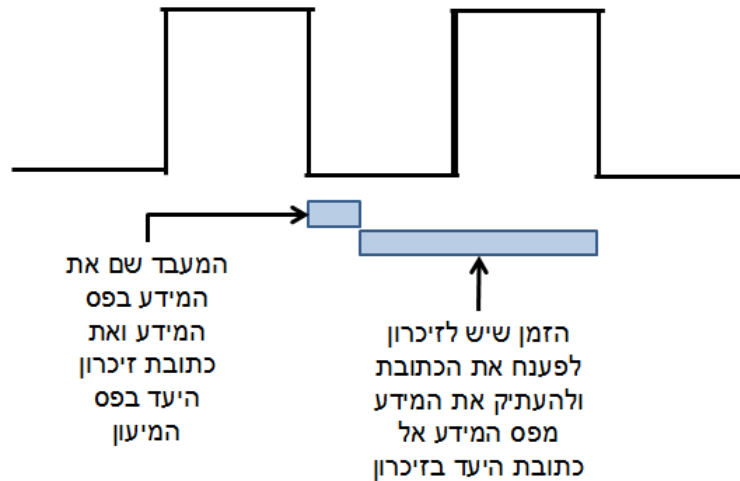 המעבד שם את
המידע בפס
המידע ואת
כתובת זיכרון
היעד בפס
המיעון
הזמן שיש לזיכרון
לפענח את הכתובת
ולהעתיק את המידע
מפס המידע אל
כתובת היעד בזיכרון